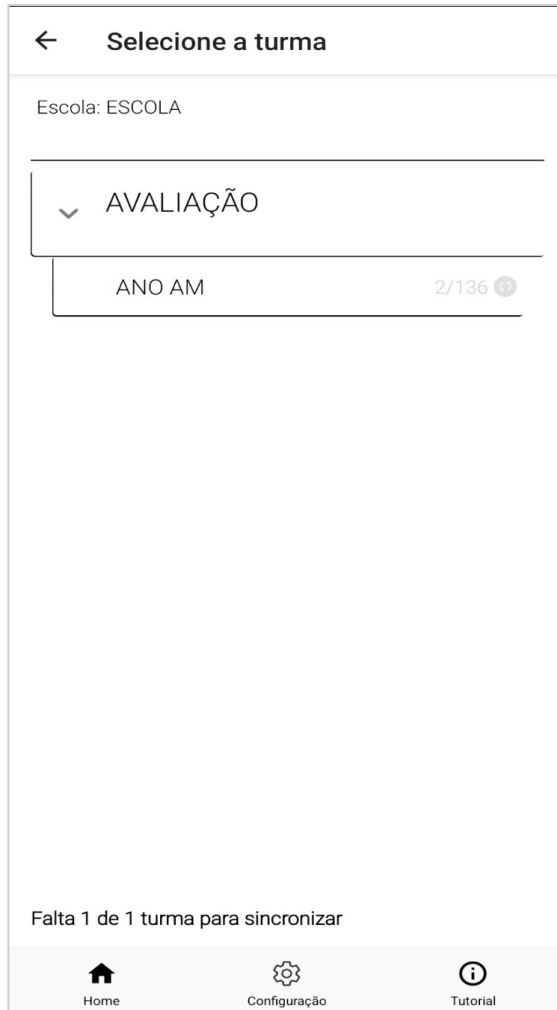 Selecione a turma
Escola: ESCOLA
AVALIAÇÃO
ANO AM 2/136
Falta 1 de 1 turma para sincronizar
Home Configuração Tutorial